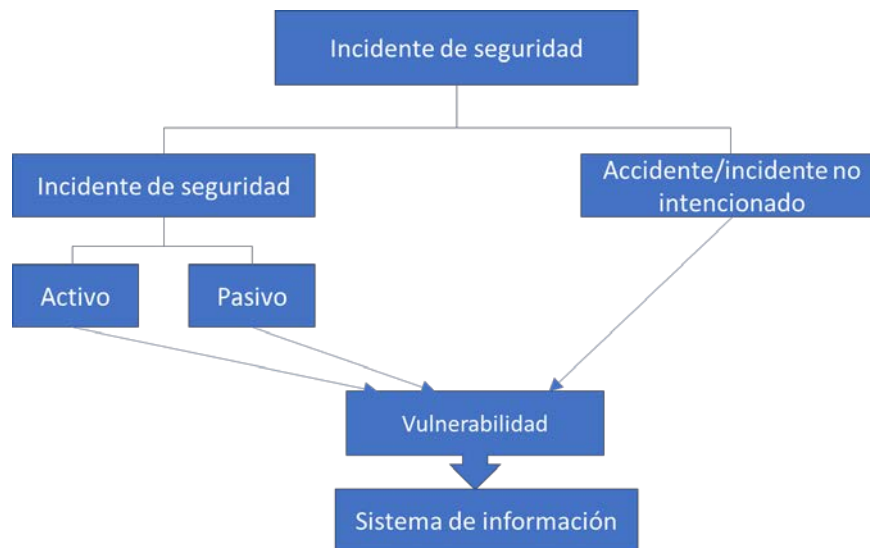 Incidente de seguridad
Incidente de seguridad
Accidente/incidente no
intencionado
Activo
Pasivo
Vulnerabilidad
Sistema de información